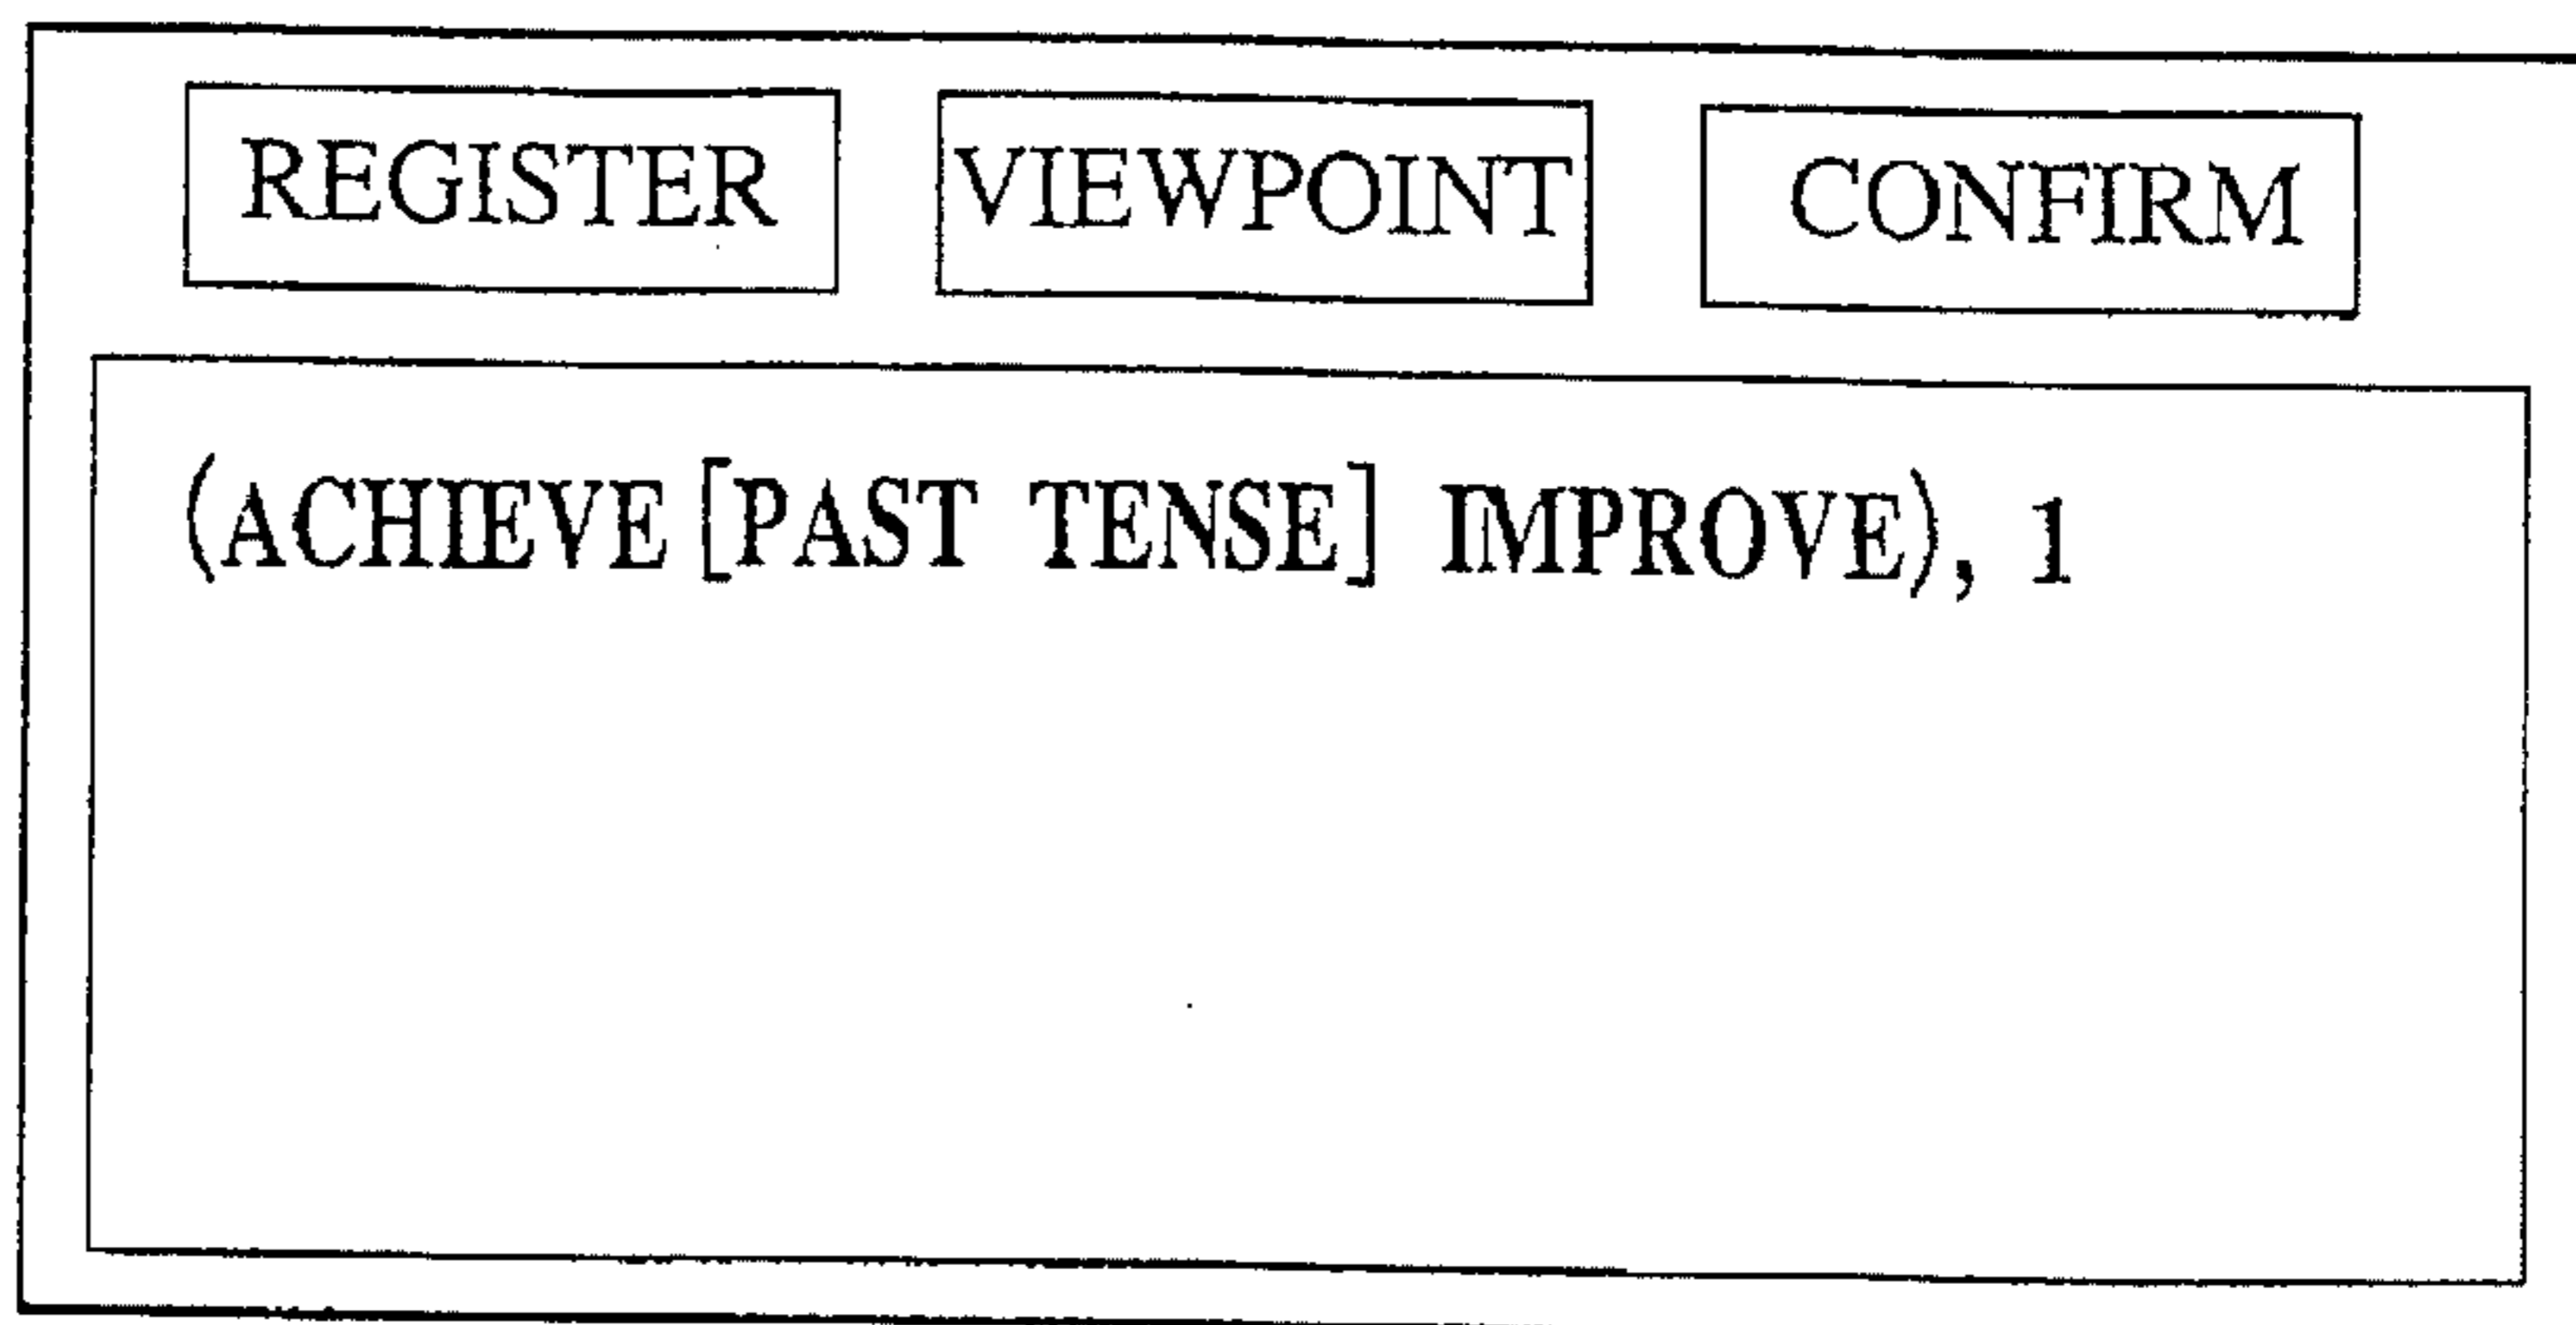 REGISTER VIEWPOINT CONFIRM
(ACHIEVE [PAST TENSE] IMPROVE), 1